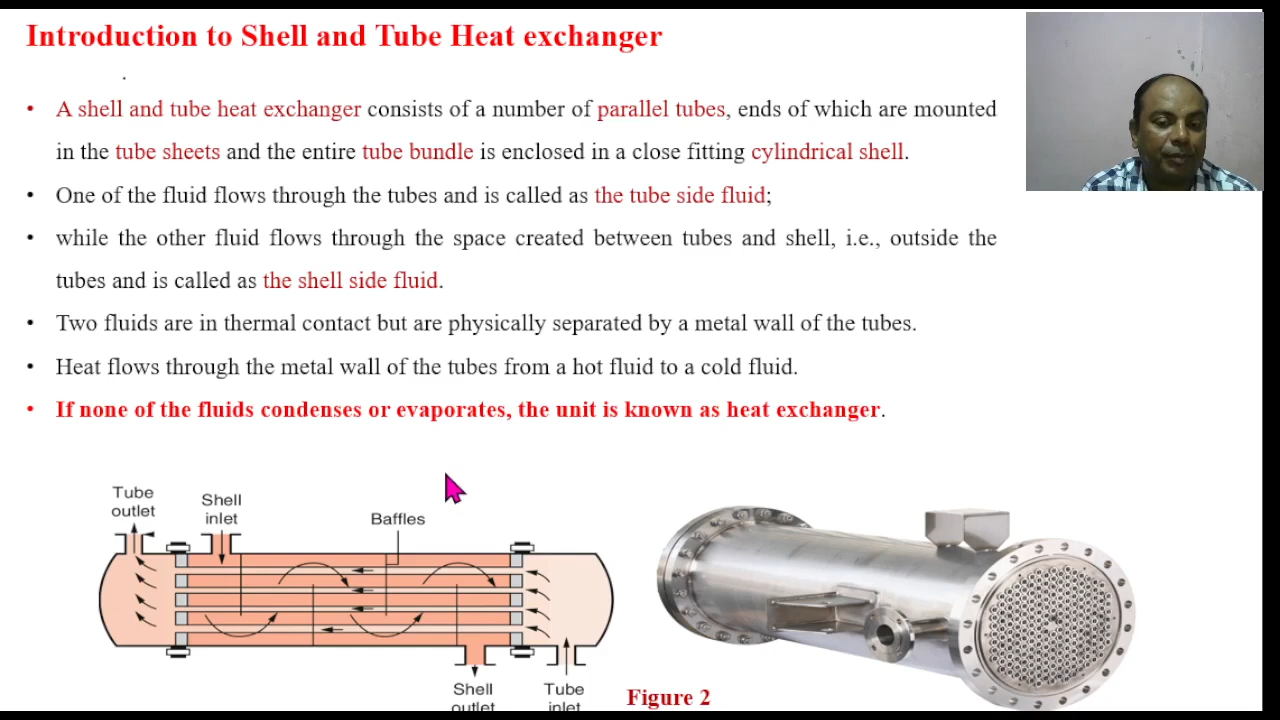 Introduction to Shell and Tube Heat exchanger
.
• A shell and tube heat exchanger consists of a number of parallel tubes, ends of which are mounted
in the tube sheets and the entire tube bundle is enclosed in a close fitting cylindrical shell.
• One of the fluid flows through the tubes and is called as the tube side fluid;
• while the other fluid flows through the space created between tubes and shell, i.e., outside the
tubes and is called as the shell side fluid.
• Two fluids are in thermal contact but are physically separated by a metal wall of the tubes.
• Heat flows through the metal wall of the tubes from a hot fluid to a cold fluid.
• If none of the fluids condenses or evaporates, the unit is known as heat exchanger.
Tube
outlet
Shell
inlet
Baffles
Shell
outlet
Tube
inlet
Figure 2